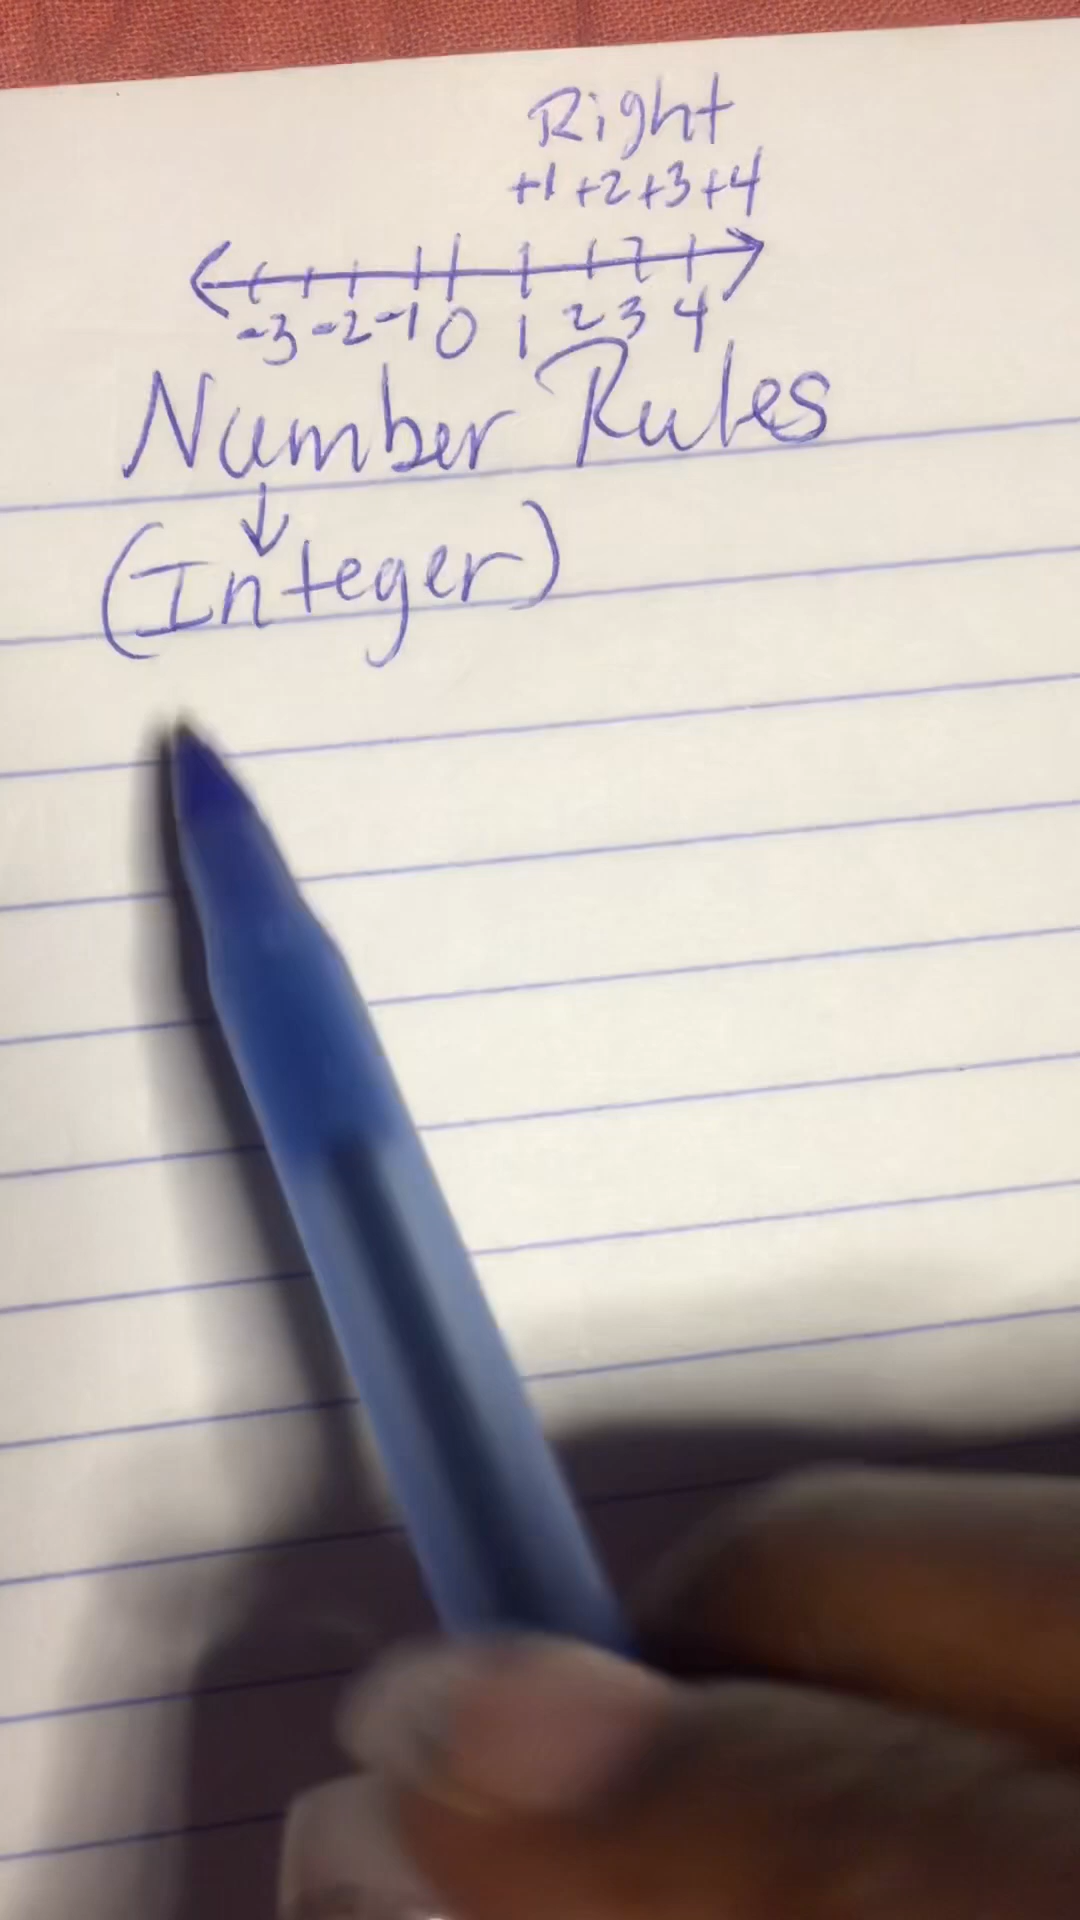 Right
+1 +2 +3 +4
-3 -2 -1 0 1 2 3 4
Number Rules
↓
(Integer)